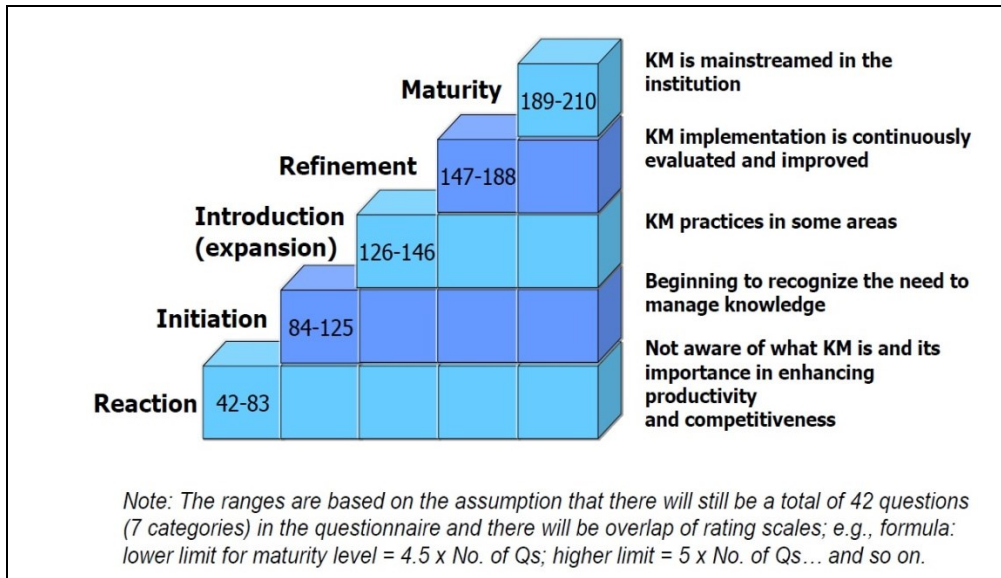 Maturity
189-210
KM is mainstreamed in the
institution
Refinement
147-188
KM implementation is continuously
evaluated and improved
Introduction
(expansion)
126-146
KM practices in some areas
Initiation
84-125
Beginning to recognize the need to
manage knowledge
Reaction
42-83
Not aware of what KM is and its
importance in enhancing
productivity
and competitiveness
Note: The ranges are based on the assumption that there will still be a total of 42 questions
(7 categories) in the questionnaire and there will be overlap of rating scales; e.g., formula:
lower limit for maturity level = 4.5 x No. of Qs; higher limit = 5 x No. of Qs… and so on.